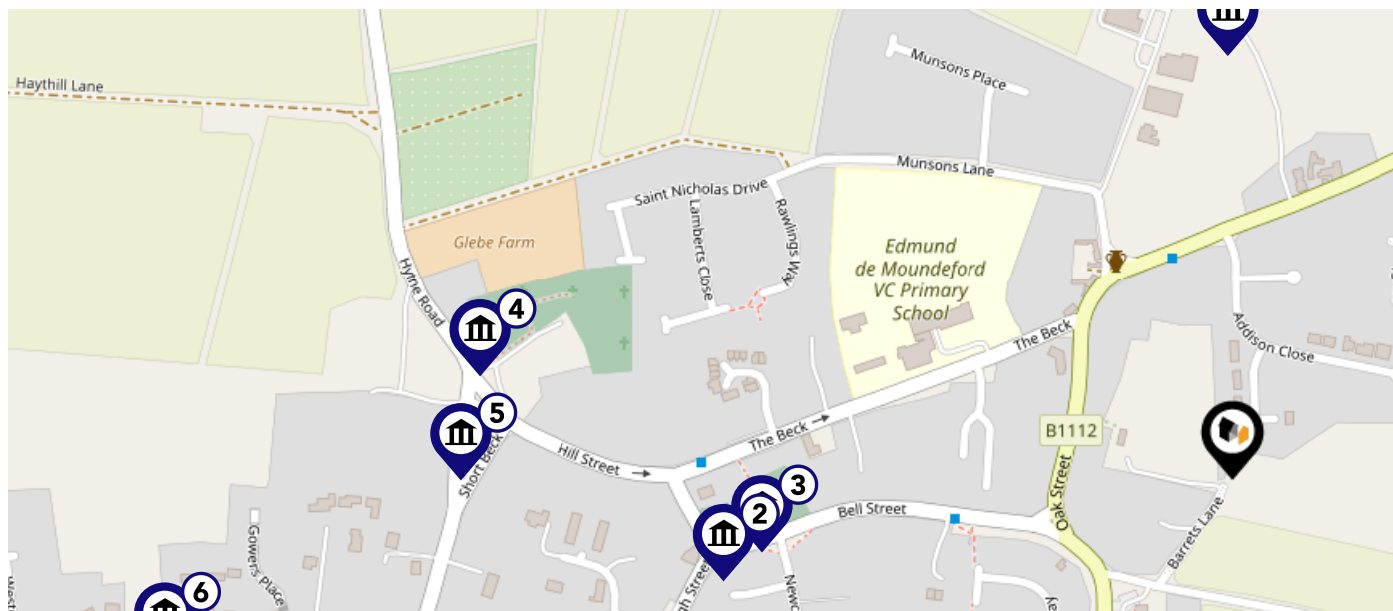 Haythill Lane
Munsons Place
Munsons Lane
Saint Nicholas Drive
Lamberts Close
Rawlings Way
Glebe Farm
Hythe Road
Edmund
de Moundeford
VC Primary
School
The Beck
Addison Close
4
5
Short Beck
Hill Street
The Beck
B1112
3
2
Bell Street
Oak Street
Barrets Lane
Gowers Place
6